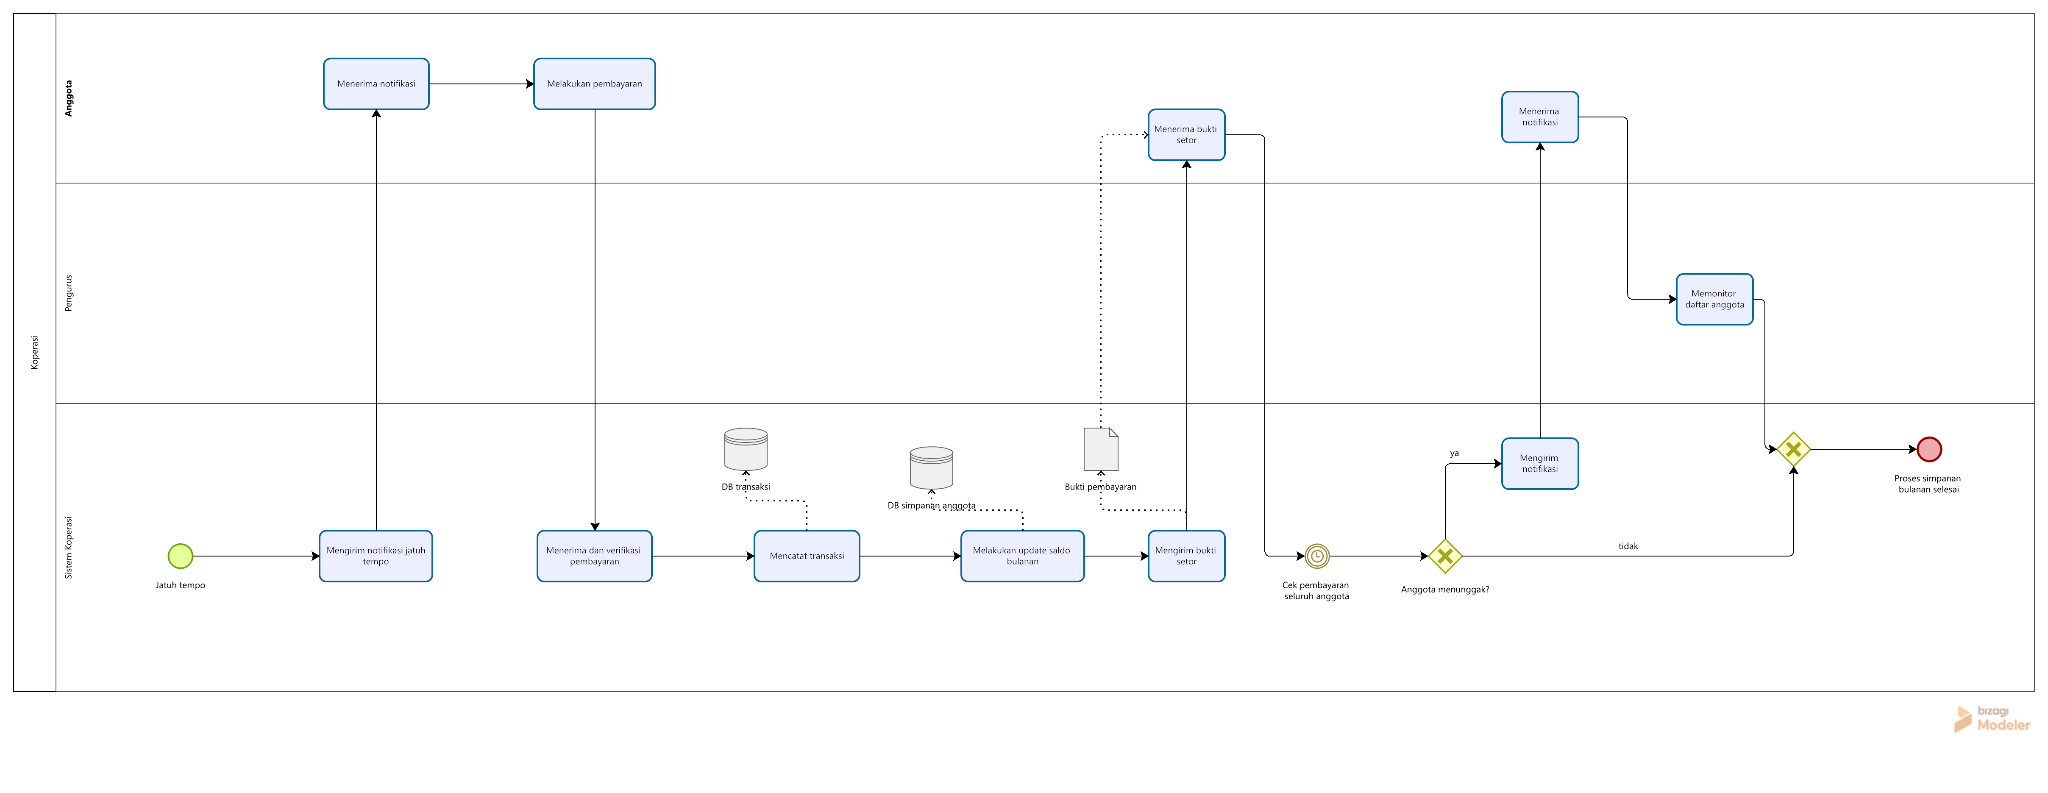 Koperasi
Anggota
Menerima notifikasi
Melakukan pembayaran
Menerima bukti
setor
Menerima
notifikasi
Pengurus
Memonitor
daftar anggota
Sistem Koperasi
Jatuh tempo
Mengirim notifikasi jatuh
tempo
Menerima dan verifikasi
pembayaran
DB transaksi
Mencatat transaksi
DB simpanan anggota
Melakukan update saldo
bulanan
Bukti pembayaran
Mengirim bukti
setor
Cek pembayaran
seluruh anggota
Anggota menunggak?
ya
Mengirim
notifikasi
tidak
Proses simpanan
bulanan selesai
bizagi
Modeler